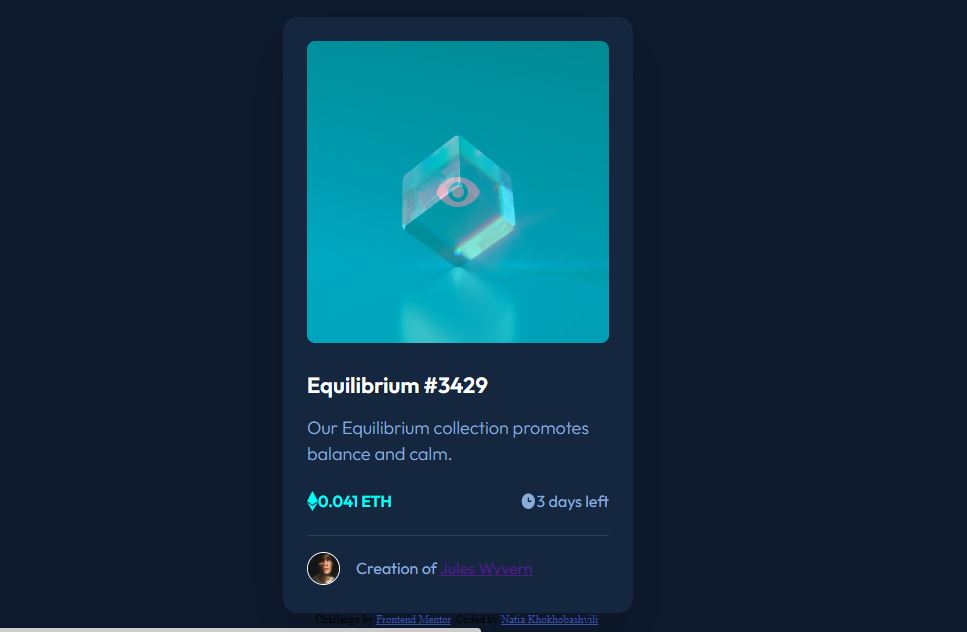 Equilibrium #3429
Our Equilibrium collection promotes
balance and calm.
0.041 ETH 3 days left
Creation of Jules Wyvern
Challenge by Frontend Mentor. Coded by Natia Khokhobashvili